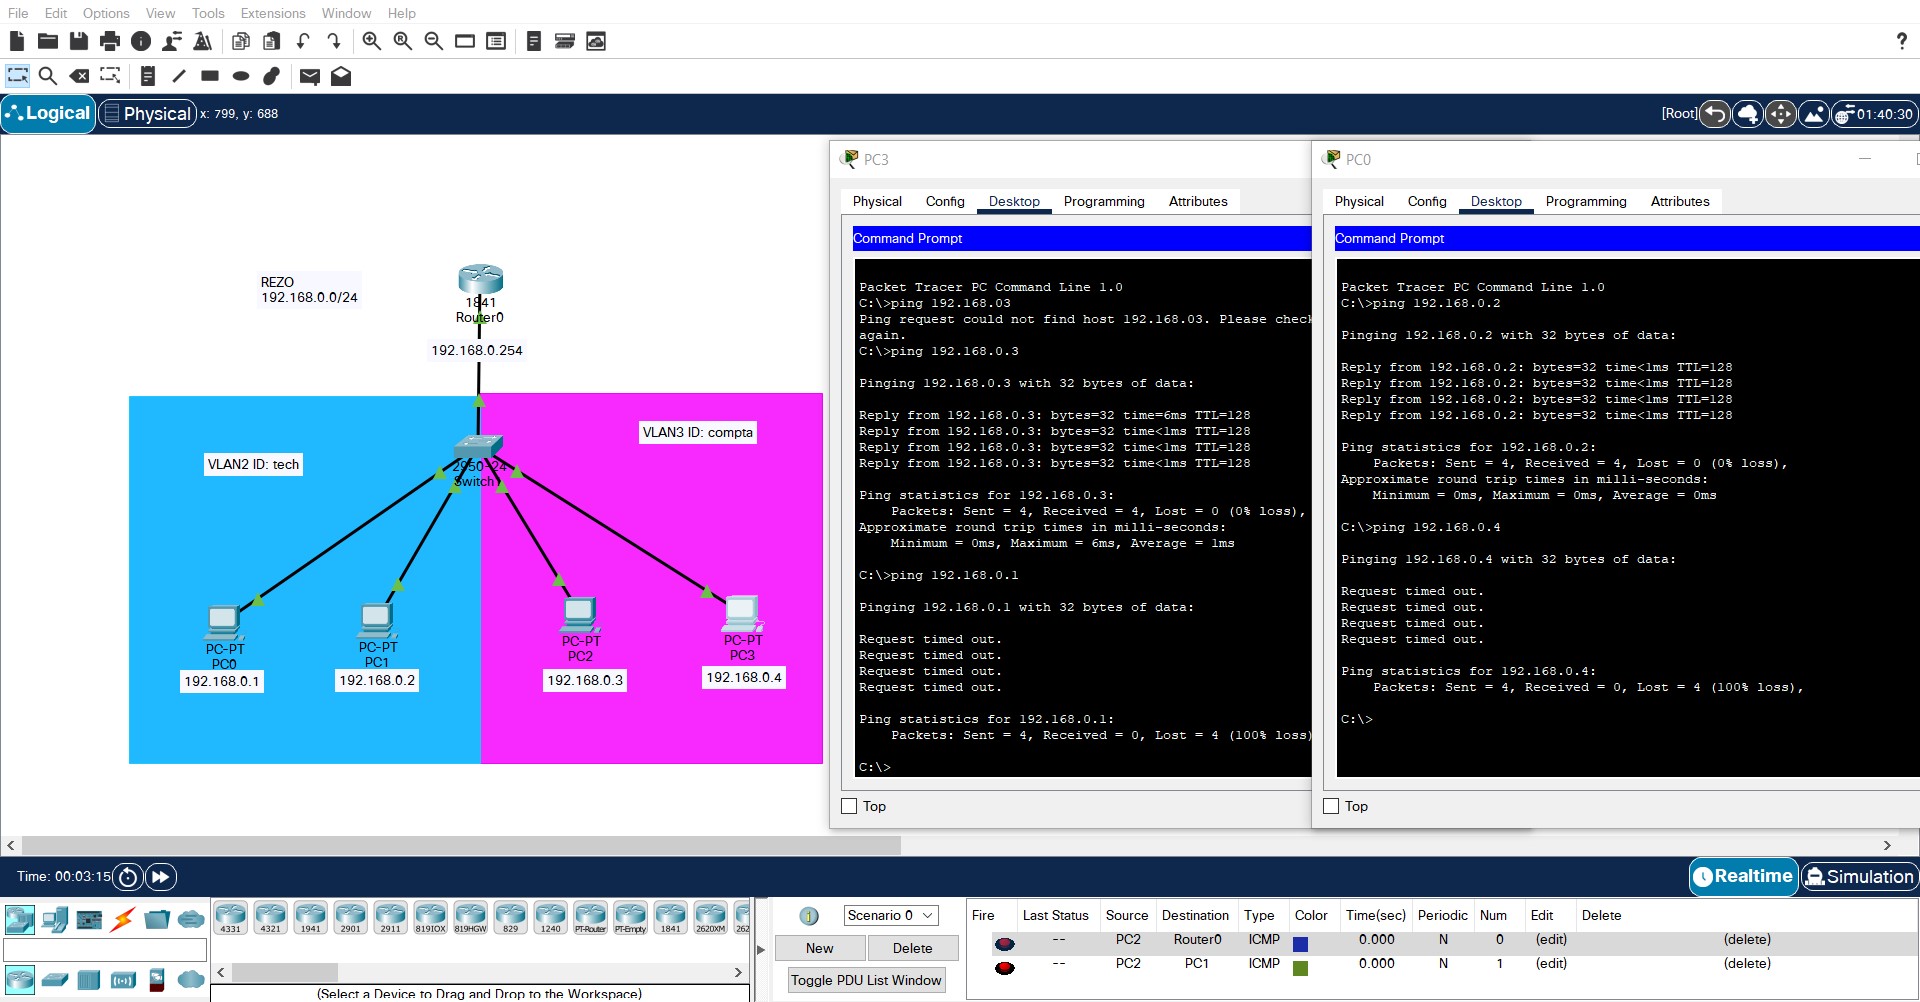 File Edit Options View Tools Extensions Window Help
?
Logical Physical x: 799, y: 688
[Root] 01:40:30
REZO
192.168.0.0/24
1841
Router0
192.168.0.254
VLAN3 ID: compta
VLAN2 ID: tech
2950-24
Switch
PC-PT
PC0
192.168.0.1
PC-PT
PC1
192.168.0.2
PC-PT
PC2
192.168.0.3
PC-PT
PC3
192.168.0.4
PC3
Physical Config Desktop Programming Attributes
Command Prompt
Packet Tracer PC Command Line 1.0
C:\>ping 192.168.03
Ping request could not find host 192.168.03. Please check
again.
C:\>ping 192.168.0.3
Pinging 192.168.0.3 with 32 bytes of data:
Reply from 192.168.0.3: bytes=32 time=6ms TTL=128
Reply from 192.168.0.3: bytes=32 time<1ms TTL=128
Reply from 192.168.0.3: bytes=32 time<1ms TTL=128
Reply from 192.168.0.3: bytes=32 time<1ms TTL=128
Ping statistics for 192.168.0.3:
Packets: Sent = 4, Received = 4, Lost = 0 (0% loss),
Approximate round trip times in milli-seconds:
Minimum = 0ms, Maximum = 6ms, Average = 1ms
C:\>ping 192.168.0.1
Pinging 192.168.0.1 with 32 bytes of data:
Request timed out.
Request timed out.
Request timed out.
Request timed out.
Ping statistics for 192.168.0.1:
Packets: Sent = 4, Received = 0, Lost = 4 (100% loss)
C:\>
Top
PC0
Physical Config Desktop Programming Attributes
Command Prompt
Packet Tracer PC Command Line 1.0
C:\>ping 192.168.0.2
Pinging 192.168.0.2 with 32 bytes of data:
Reply from 192.168.0.2: bytes=32 time<1ms TTL=128
Reply from 192.168.0.2: bytes=32 time<1ms TTL=128
Reply from 192.168.0.2: bytes=32 time<1ms TTL=128
Reply from 192.168.0.2: bytes=32 time<1ms TTL=128
Ping statistics for 192.168.0.2:
Packets: Sent = 4, Received = 4, Lost = 0 (0% loss),
Approximate round trip times in milli-seconds:
Minimum = 0ms, Maximum = 0ms, Average = 0ms
C:\>ping 192.168.0.4
Pinging 192.168.0.4 with 32 bytes of data:
Request timed out.
Request timed out.
Request timed out.
Request timed out.
Ping statistics for 192.168.0.4:
Packets: Sent = 4, Received = 0, Lost = 4 (100% loss),
C:\>
Top
Time: 00:03:15
Realtime Simulation
4331 4321 1941 2901 2911 819IOX 819HGW 829 1240 PT-Router PT-Empty 1841 2620XM 262
(Select a Device to Drag and Drop to the Workspace)
Scenario 0
New Delete
Toggle PDU List Window
Fire Last Status Source Destination Type Color Time(sec) Periodic Num Edit Delete
-- PC2 Router0 ICMP 0.000 N 0 (edit) (delete)
-- PC2 PC1 ICMP 0.000 N 1 (edit) (delete)